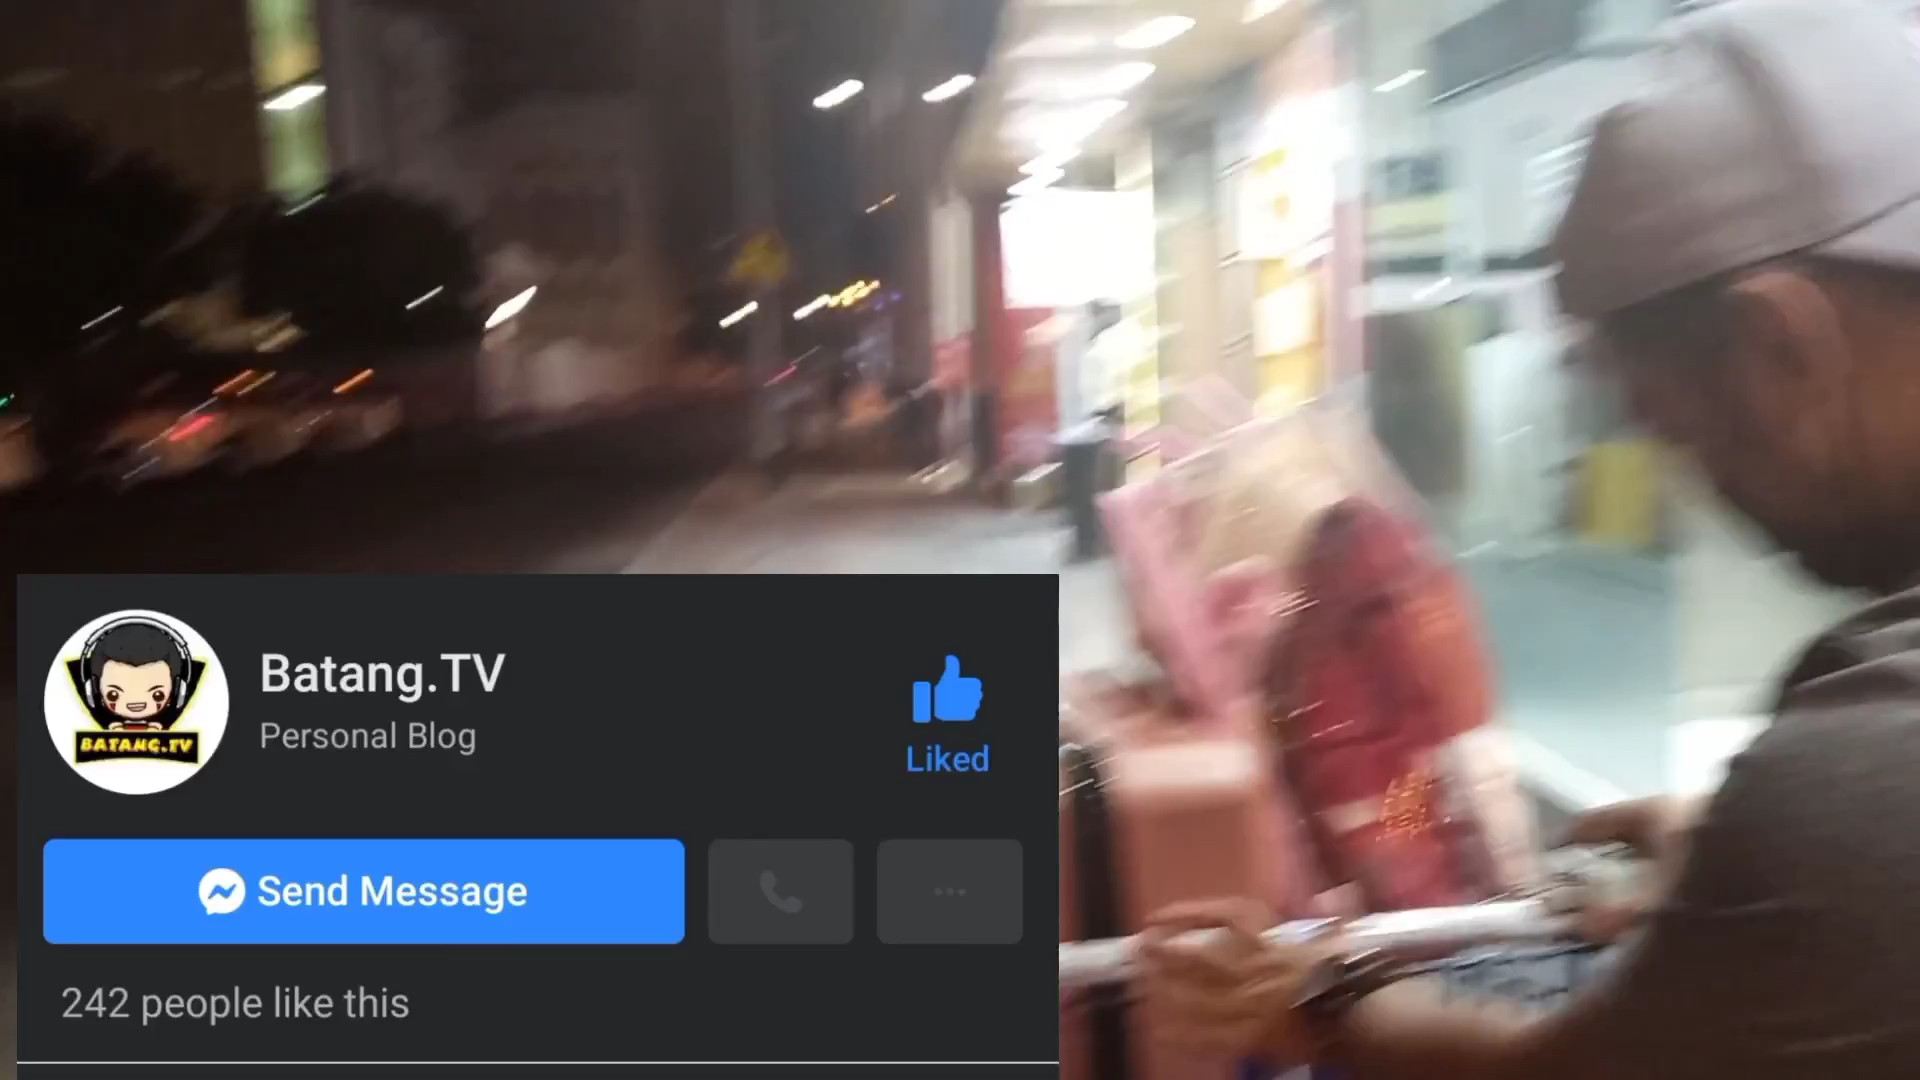 Batang.TV
Personal Blog
BATANG.TV
Liked
Send Message
242 people like this